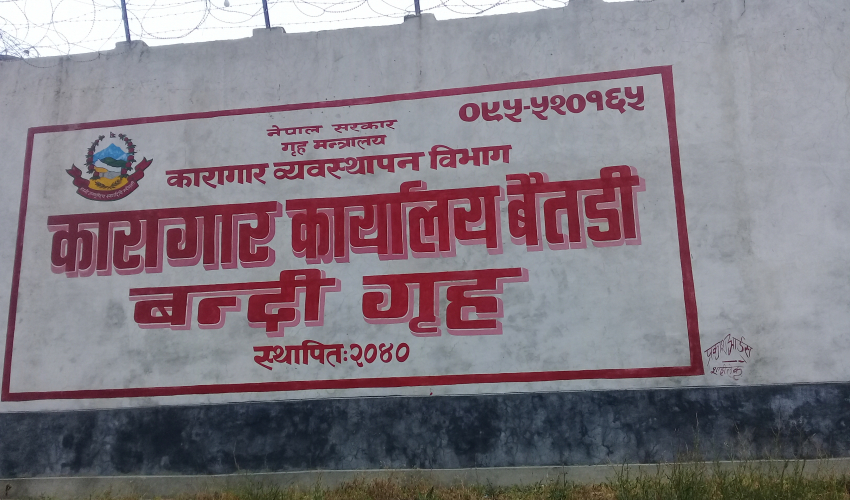 ०९५-५२०१६५
नेपाल सरकार
गृह मन्त्रालय
कारागार व्यवस्थापन विभाग
कारागार कार्यालय बैतडी
बन्दी गृह
स्थापितः२०४०